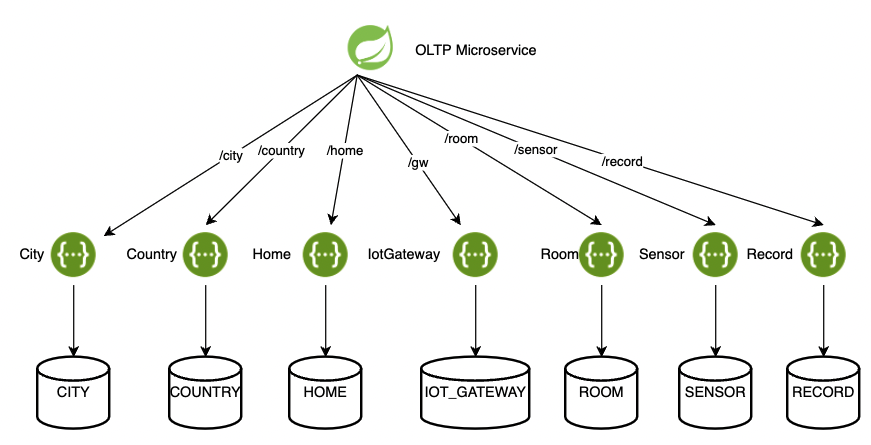 OLTP Microservice
/city
/country
/home
/gw
/room
/sensor
/record
City
Country
Home
IotGateway
Room
Sensor
Record
CITY
COUNTRY
HOME
IOT_GATEWAY
ROOM
SENSOR
RECORD